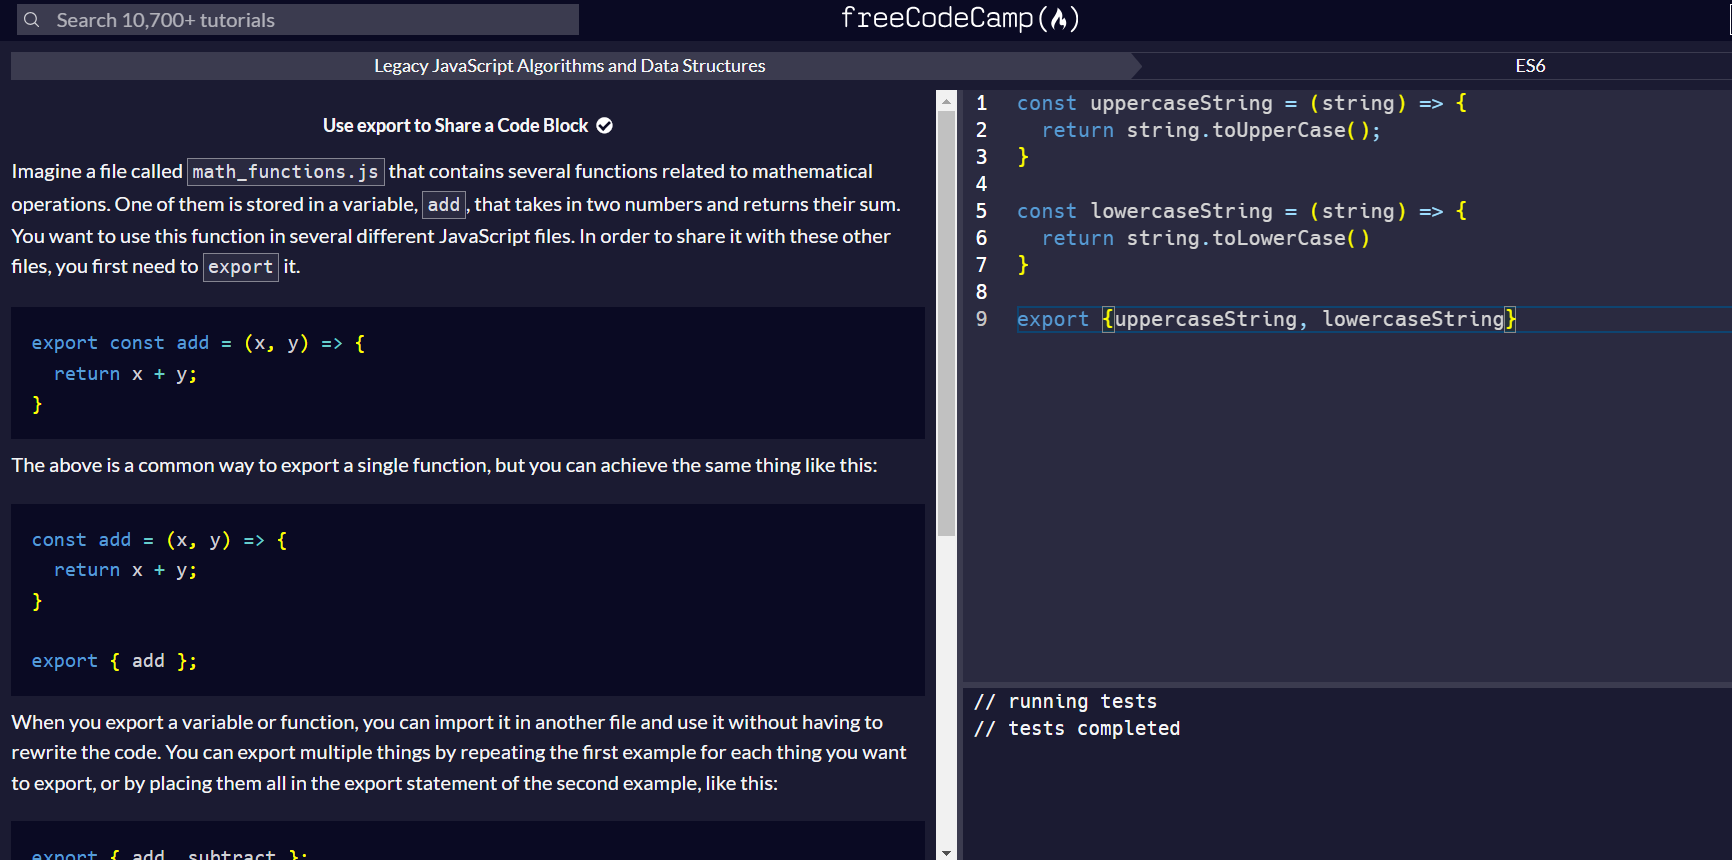 Search 10,700+ tutorials
freeCodeCamp
Legacy JavaScript Algorithms and Data Structures
ES6
Use export to Share a Code Block
Imagine a file called math_functions.js that contains several functions related to mathematical
operations. One of them is stored in a variable, add, that takes in two numbers and returns their sum.
You want to use this function in several different JavaScript files. In order to share it with these other
files, you first need to export it.
export const add = (x, y) => {
  return x + y;
}
The above is a common way to export a single function, but you can achieve the same thing like this:
const add = (x, y) => {
  return x + y;
}
export { add };
When you export a variable or function, you can import it in another file and use it without having to
rewrite the code. You can export multiple things by repeating the first example for each thing you want
to export, or by placing them all in the export statement of the second example, like this:
export { add, subtract };
1 const uppercaseString = (string) => {
2   return string.toUpperCase();
3 }
4
5 const lowercaseString = (string) => {
6   return string.toLowerCase()
7 }
8
9 export {uppercaseString, lowercaseString}
// running tests
// tests completed